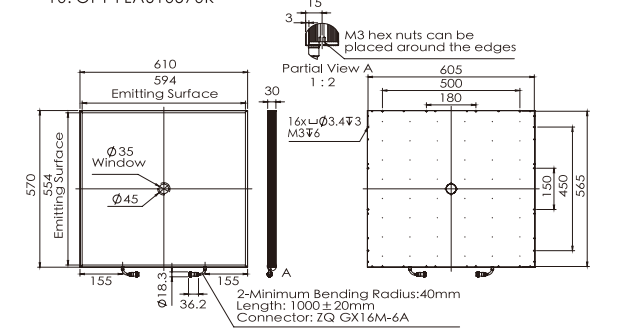 15
3
M3 hex nuts can be
placed around the edges
Partial View A
1 : 2
610
594
Emitting Surface
30
605
500
180
16x⌴Ø3.4↧3
M3↧6
Ø35
Window
Ø45
570
554
Emitting Surface
150
450
565
155
Ø18.3
36.2
155
A
2-Minimum Bending Radius:40mm
Length: 1000±20mm
Connector: ZQ GX16M-6A